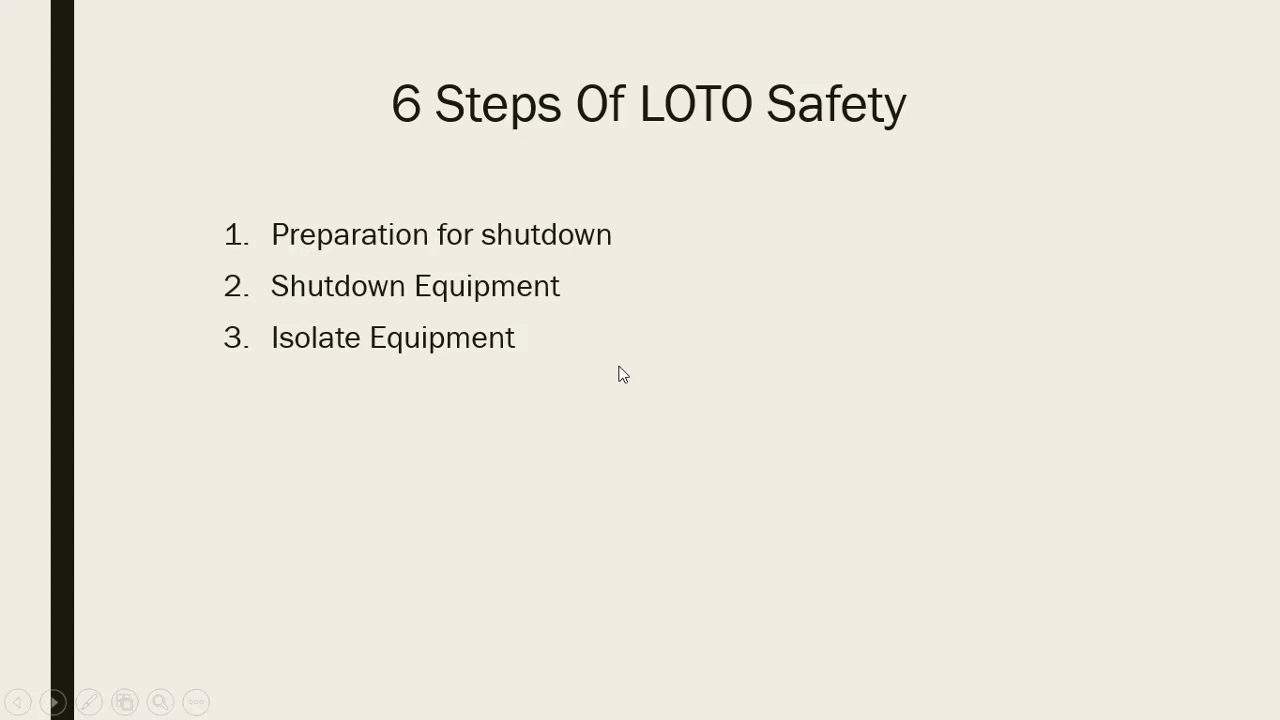 6 Steps Of LOTO Safety
1. Preparation for shutdown
2. Shutdown Equipment
3. Isolate Equipment